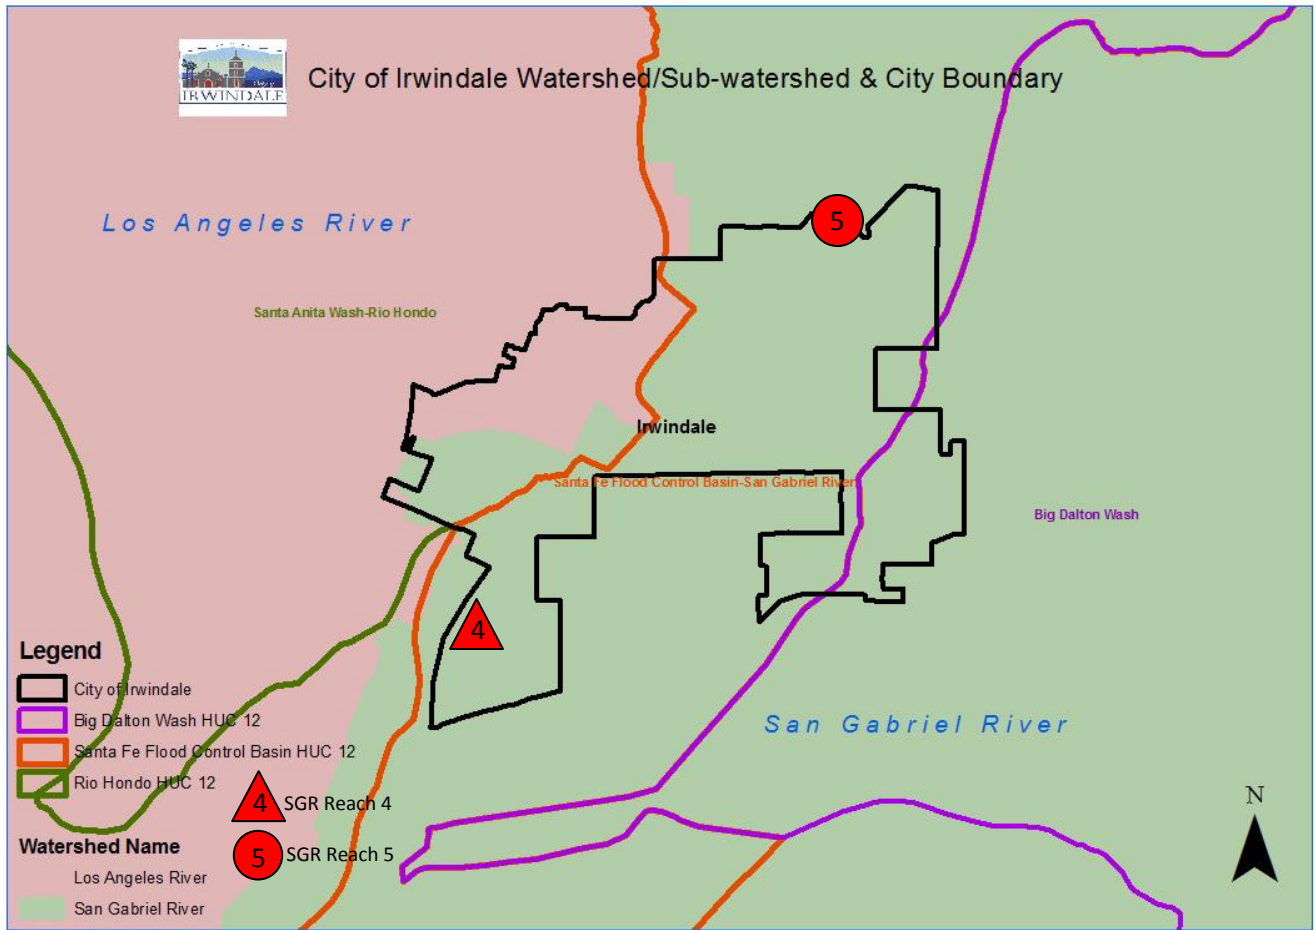 IRWINDALE
City of Irwindale Watershed/Sub-watershed & City Boundary
Los Angeles River
5
Santa Anita Wash-Rio Hondo
Irwindale
Santa Fe Flood Control Basin-San Gabriel River
Big Dalton Wash
4
San Gabriel River
Legend
City of Irwindale
Big Dalton Wash HUC 12
Santa Fe Flood Control Basin HUC 12
Rio Hondo HUC 12
4 SGR Reach 4
5 SGR Reach 5
Watershed Name
Los Angeles River
San Gabriel River
N